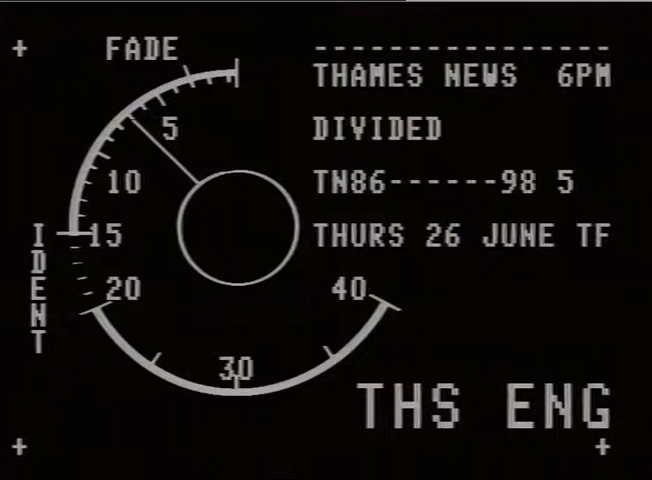 FADE
----------------
THAMES NEWS 6PM
5
DIVIDED
10
TN86------98 5
15
THURS 26 JUNE TF
IDENT
20
40
30
THS ENG